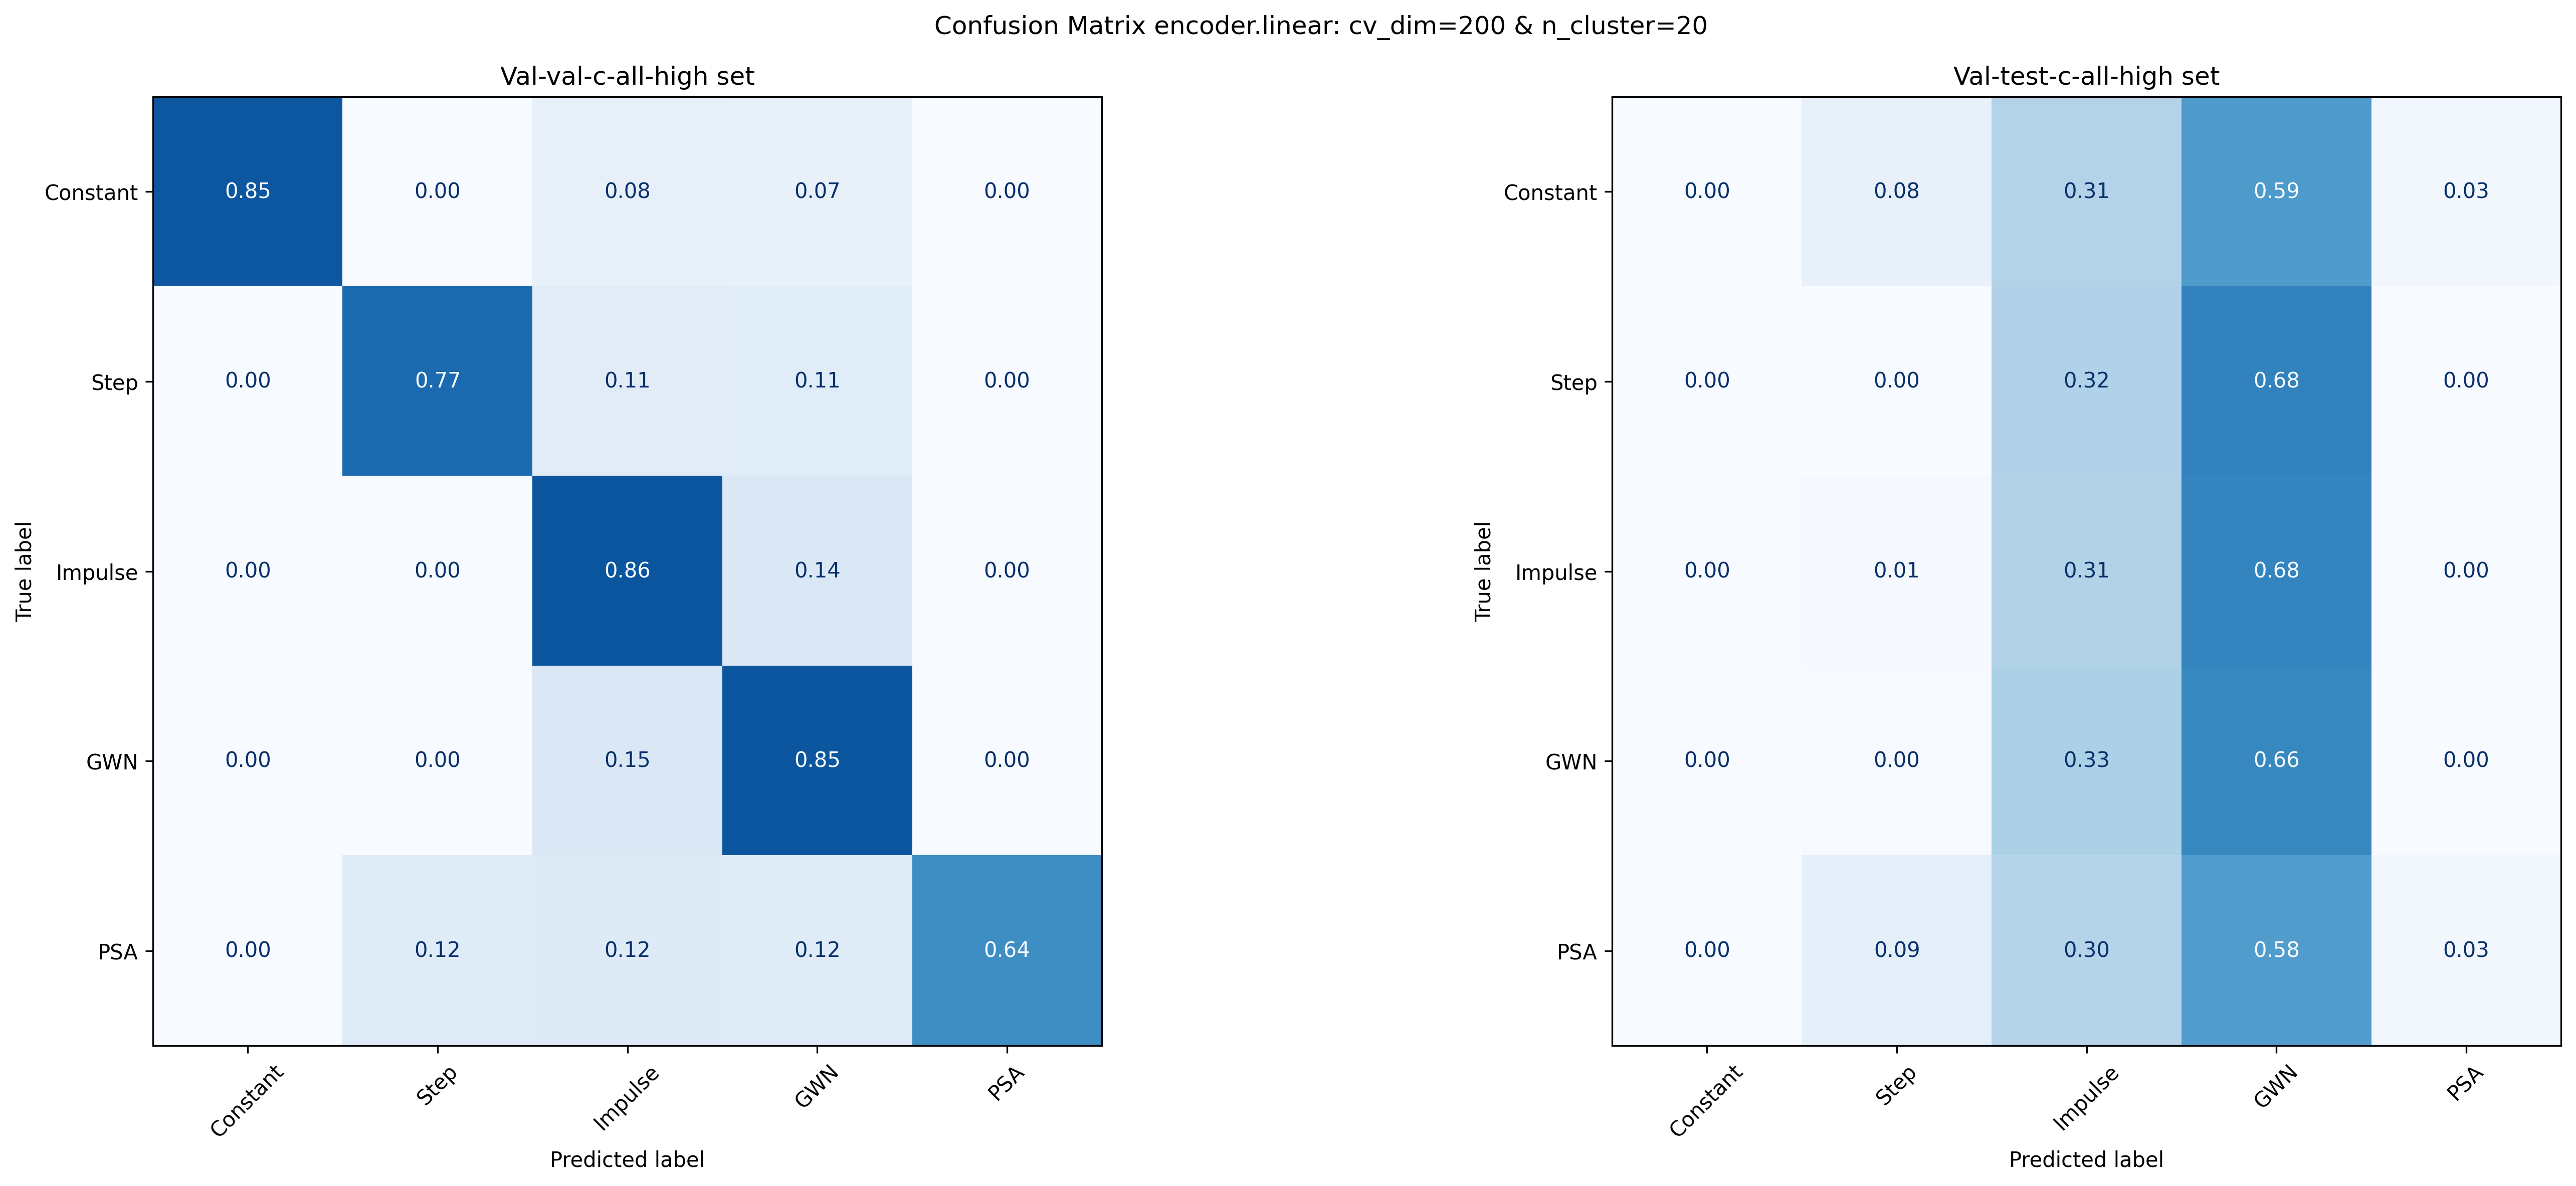 Confusion Matrix encoder.linear: cv_dim=200 & n_cluster=20
Val-val-c-all-high set
True label
Constant 0.85 0.00 0.08 0.07 0.00
Step 0.00 0.77 0.11 0.11 0.00
Impulse 0.00 0.00 0.86 0.14 0.00
GWN 0.00 0.00 0.15 0.85 0.00
PSA 0.00 0.12 0.12 0.12 0.64
Constant Step Impulse GWN PSA
Predicted label
Val-test-c-all-high set
True label
Constant 0.00 0.08 0.31 0.59 0.03
Step 0.00 0.00 0.32 0.68 0.00
Impulse 0.00 0.01 0.31 0.68 0.00
GWN 0.00 0.00 0.33 0.66 0.00
PSA 0.00 0.09 0.30 0.58 0.03
Constant Step Impulse GWN PSA
Predicted label